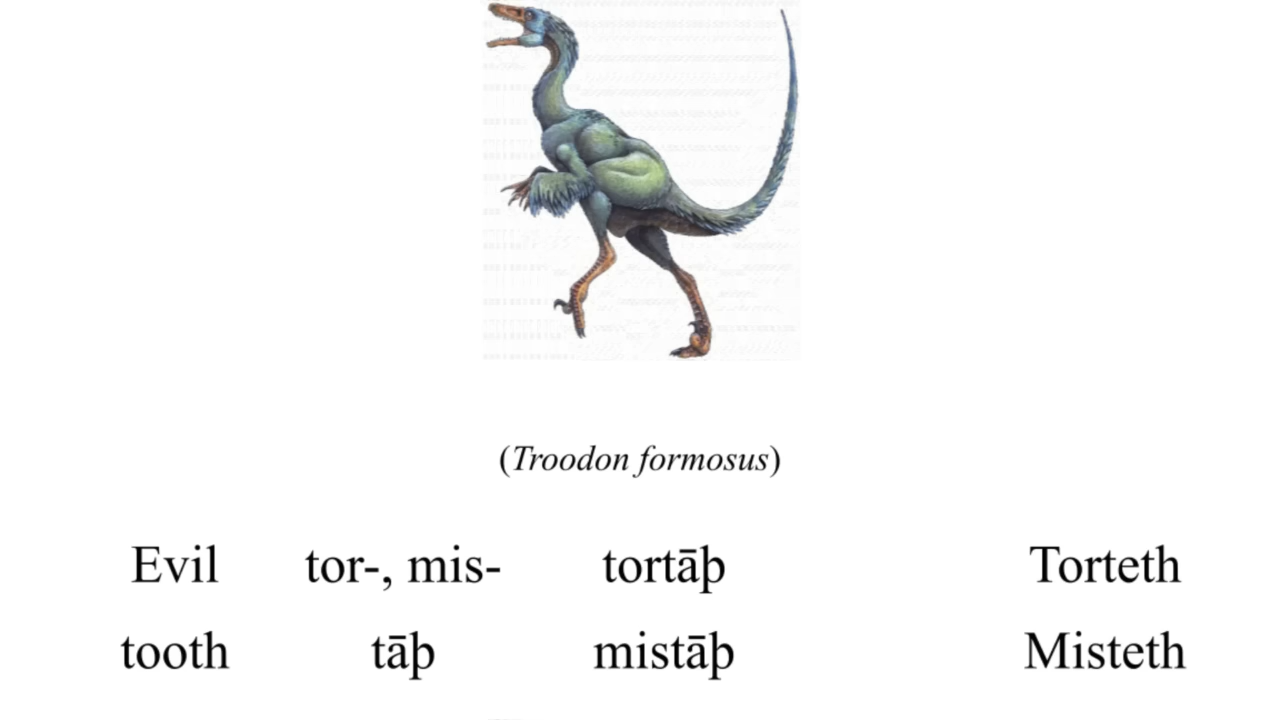 (Troodon formosus)
Evil tor-, mis- tortāþ Torteth
tooth tāþ mistāþ Misteth